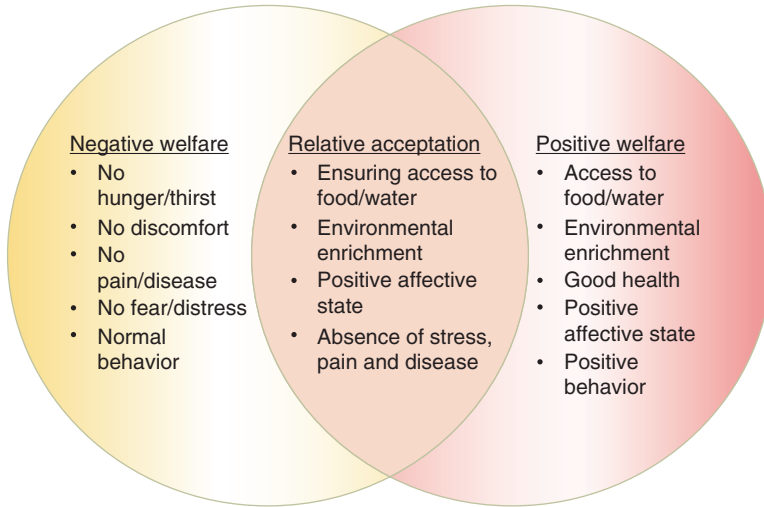 Negative welfare
• No
hunger/thirst
• No discomfort
• No
pain/disease
• No fear/distress
• Normal
behavior
Relative acceptation
• Ensuring access to
food/water
• Environmental
enrichment
• Positive affective
state
• Absence of stress,
pain and disease
Positive welfare
• Access to
food/water
• Environmental
enrichment
• Good health
• Positive
affective state
• Positive
behavior